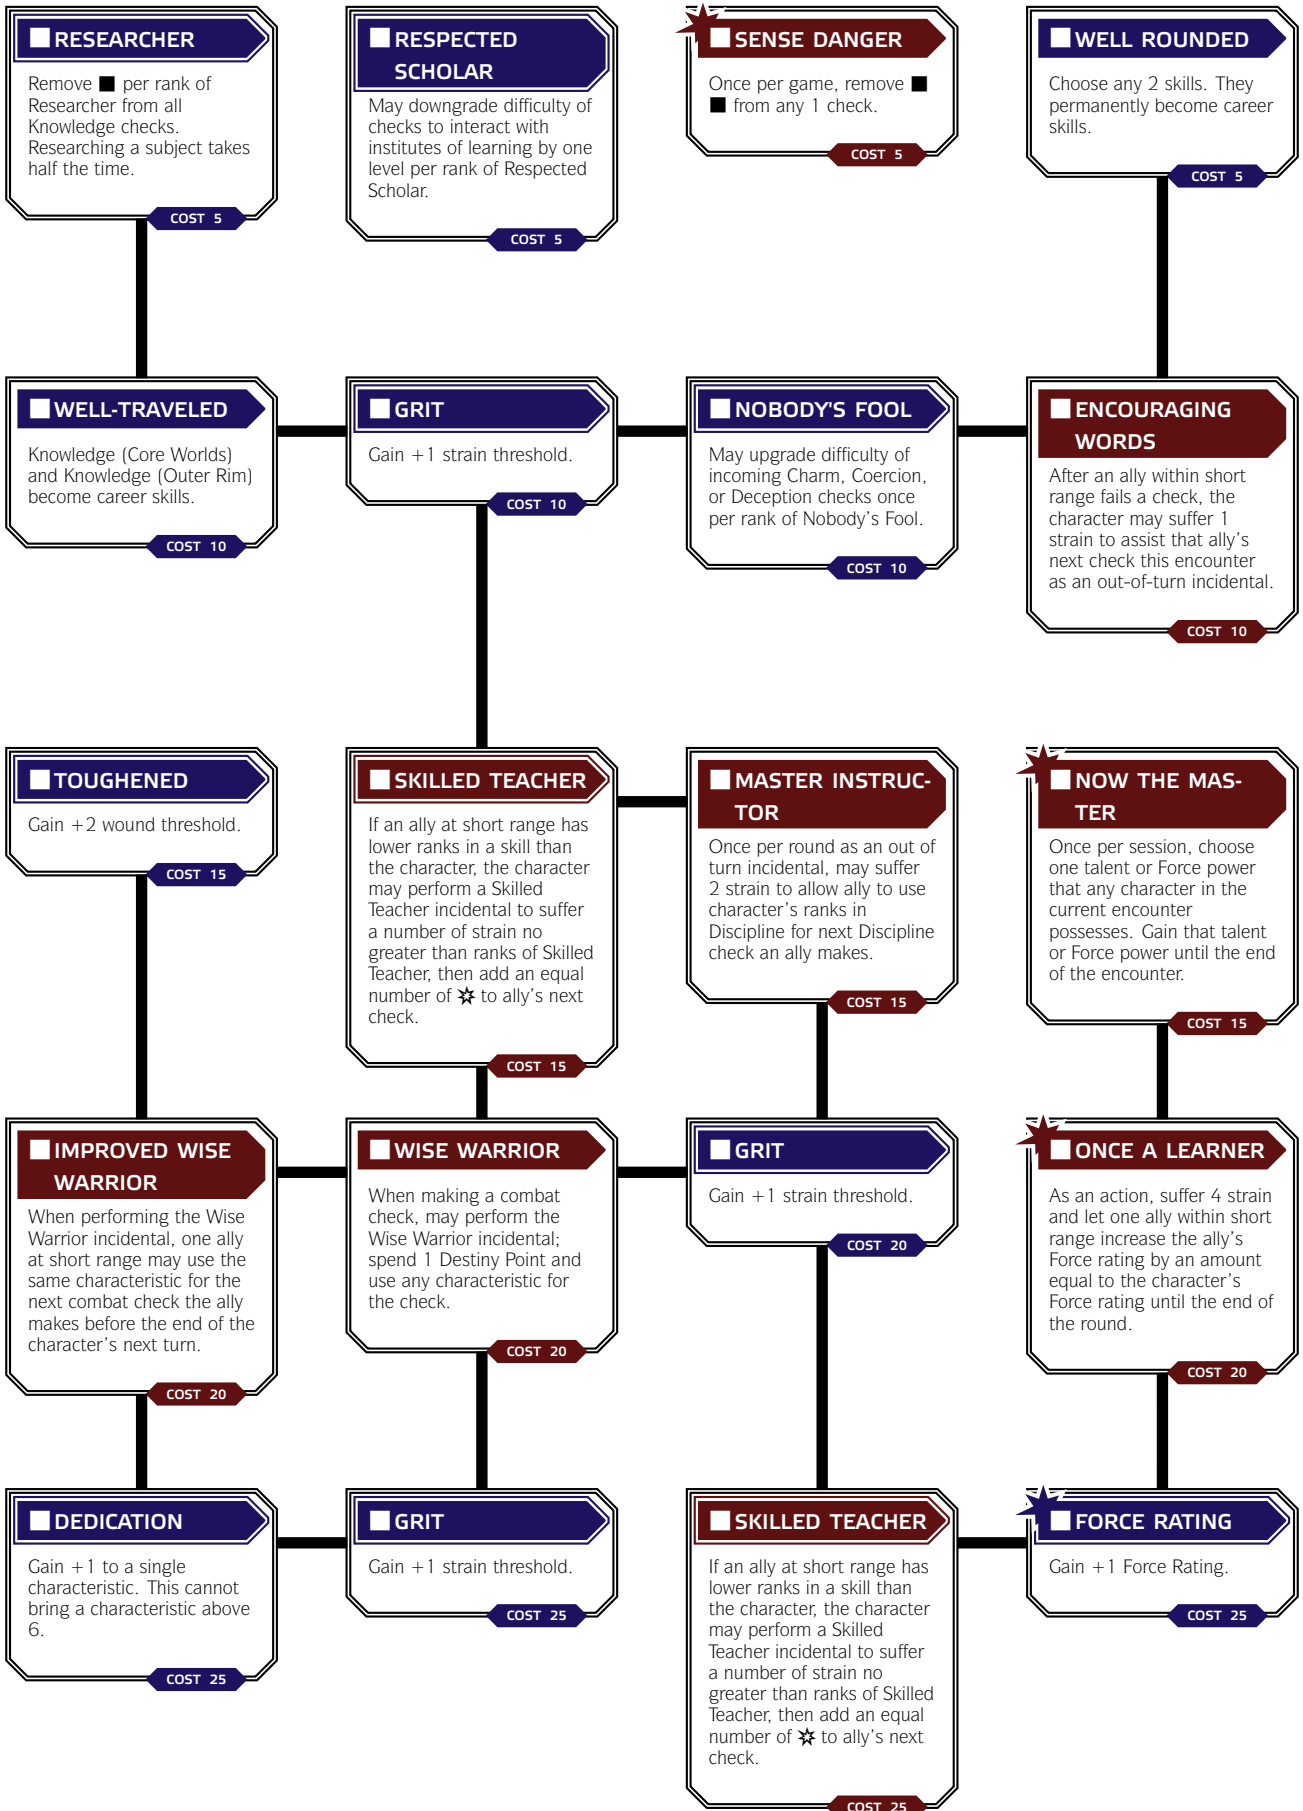 RESEARCHER
Remove ■ per rank of
Researcher from all
Knowledge checks.
Researching a subject takes
half the time.
COST 5
RESPECTED
SCHOLAR
May downgrade difficulty of
checks to interact with
institutes of learning by one
level per rank of Respected
Scholar.
COST 5
SENSE DANGER
Once per game, remove ■
■ from any 1 check.
COST 5
WELL ROUNDED
Choose any 2 skills. They
permanently become career
skills.
COST 5
WELL-TRAVELED
Knowledge (Core Worlds)
and Knowledge (Outer Rim)
become career skills.
COST 10
GRIT
Gain +1 strain threshold.
COST 10
NOBODY'S FOOL
May upgrade difficulty of
incoming Charm, Coercion,
or Deception checks once
per rank of Nobody's Fool.
COST 10
ENCOURAGING
WORDS
After an ally within short
range fails a check, the
character may suffer 1
strain to assist that ally's
next check this encounter
as an out-of-turn incidental.
COST 10
TOUGHENED
Gain +2 wound threshold.
COST 15
SKILLED TEACHER
If an ally at short range has
lower ranks in a skill than
the character, the character
may perform a Skilled
Teacher incidental to suffer
a number of strain no
greater than ranks of Skilled
Teacher, then add an equal
number of to ally's next
check.
COST 15
MASTER INSTRUC-
TOR
Once per round as an out of
turn incidental, may suffer
2 strain to allow ally to use
character's ranks in
Discipline for next Discipline
check an ally makes.
COST 15
NOW THE MAS-
TER
Once per session, choose
one talent or Force power
that any character in the
current encounter
possesses. Gain that talent
or Force power until the end
of the encounter.
COST 15
IMPROVED WISE
WARRIOR
When performing the Wise
Warrior incidental, one ally
at short range may use the
same characteristic for the
next combat check the ally
makes before the end of the
character's next turn.
COST 20
WISE WARRIOR
When making a combat
check, may perform the
Wise Warrior incidental;
spend 1 Destiny Point and
use any characteristic for
the check.
COST 20
GRIT
Gain +1 strain threshold.
COST 20
ONCE A LEARNER
As an action, suffer 4 strain
and let one ally within short
range increase the ally's
Force rating by an amount
equal to the character's
Force rating until the end of
the round.
COST 20
DEDICATION
Gain +1 to a single
characteristic. This cannot
bring a characteristic above
6.
COST 25
GRIT
Gain +1 strain threshold.
COST 25
SKILLED TEACHER
If an ally at short range has
lower ranks in a skill than
the character, the character
may perform a Skilled
Teacher incidental to suffer
a number of strain no
greater than ranks of Skilled
Teacher, then add an equal
number of to ally's next
check.
COST 25
FORCE RATING
Gain +1 Force Rating.
COST 25